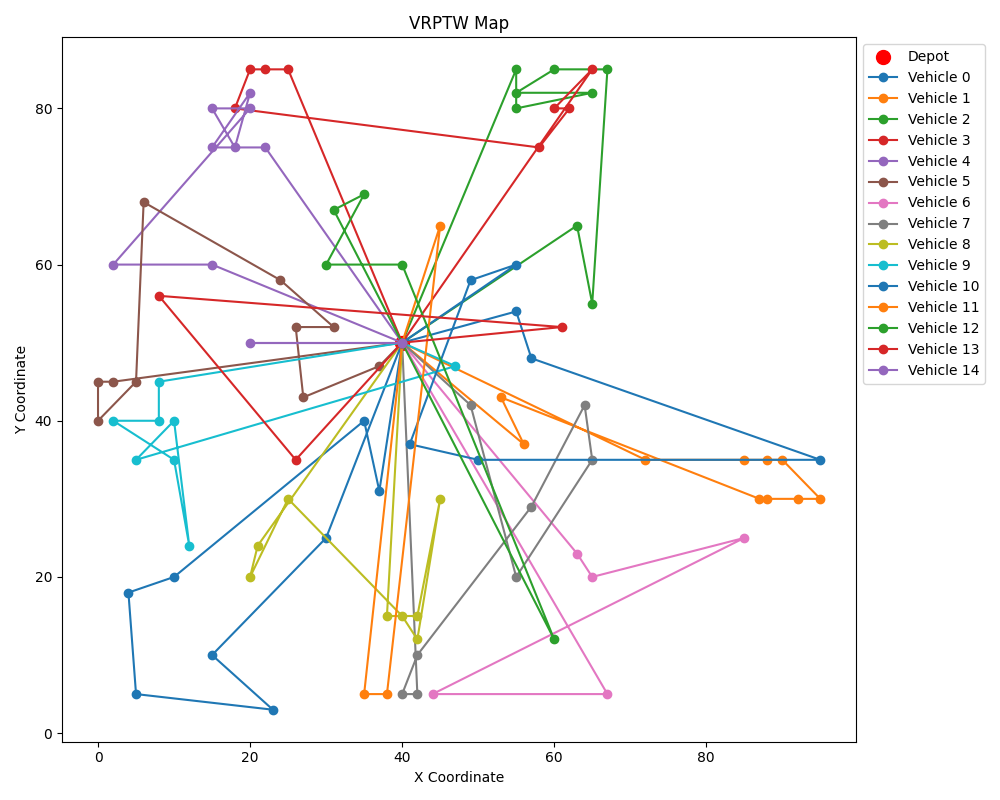 VRPTW Map
Y Coordinate
80
60
40
20
0
0
20
40
60
80
X Coordinate
Depot
Vehicle 0
Vehicle 1
Vehicle 2
Vehicle 3
Vehicle 4
Vehicle 5
Vehicle 6
Vehicle 7
Vehicle 8
Vehicle 9
Vehicle 10
Vehicle 11
Vehicle 12
Vehicle 13
Vehicle 14